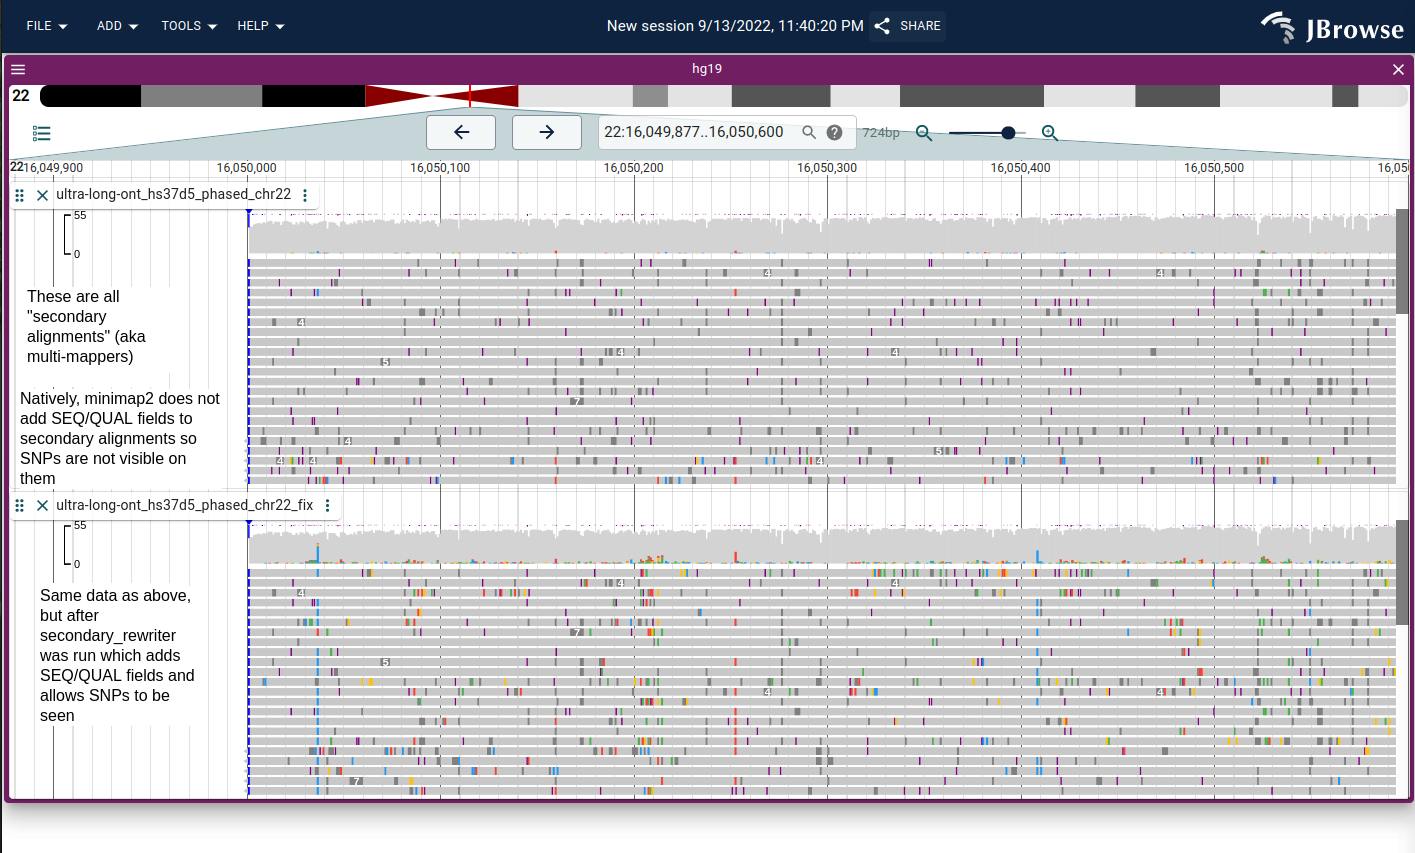 FILE ADD TOOLS HELP New session 9/13/2022, 11:40:20 PM SHARE JBrowse
hg19
22
22:16,049,877..16,050,600 724bp
22 16,049,900 16,050,000 16,050,100 16,050,200 16,050,300 16,050,400 16,050,500 16,050
ultra-long-ont_hs37d5_phased_chr22
55
0
4 4
These are all
"secondary
alignments" (aka
multi-mappers)
4
4 4
5
Natively, minimap2 does not
add SEQ/QUAL fields to
secondary alignments so
SNPs are not visible on
them
7
4
5
4 4 4
ultra-long-ont_hs37d5_phased_chr22_fix
55
0
4 4
4
Same data as above,
but after
secondary_rewriter
was run which adds
SEQ/QUAL fields and
allows SNPs to be
seen
7
5
4 4
7